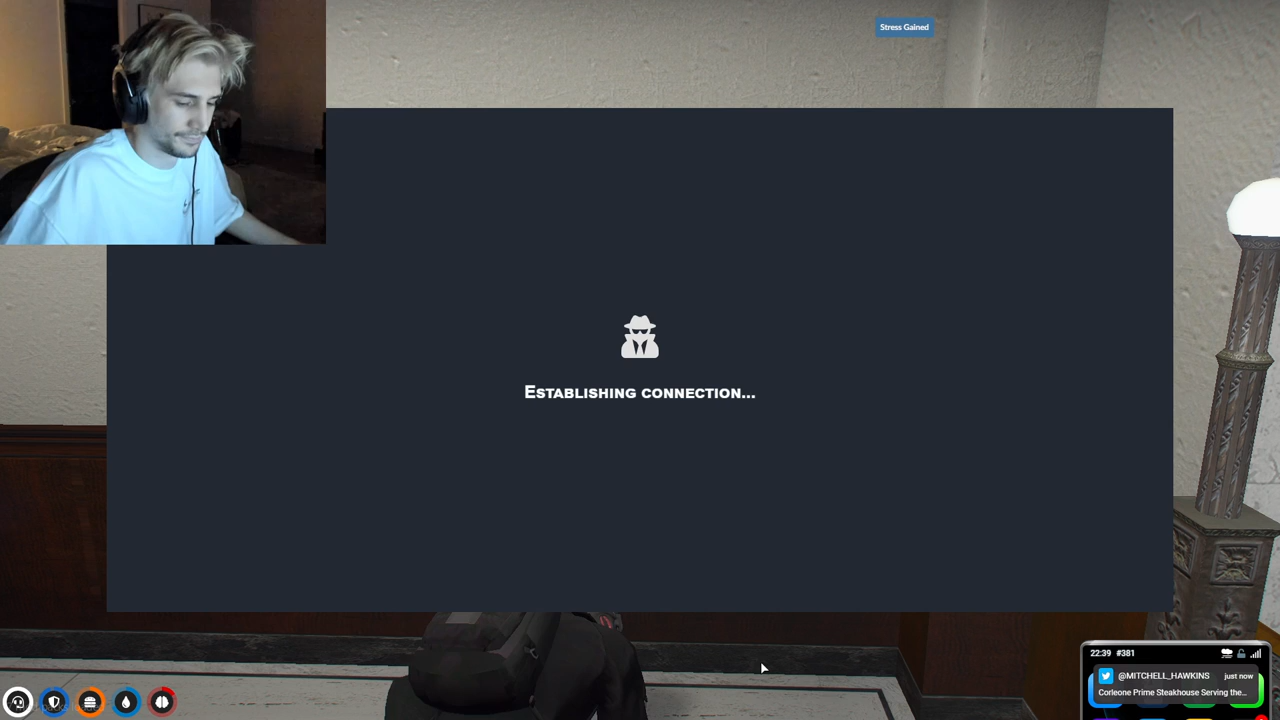 Stress Gained
Establishing connection...
22:39 #381
@MITCHELL_HAWKINS just now
Corleone Prime Steakhouse Serving the...